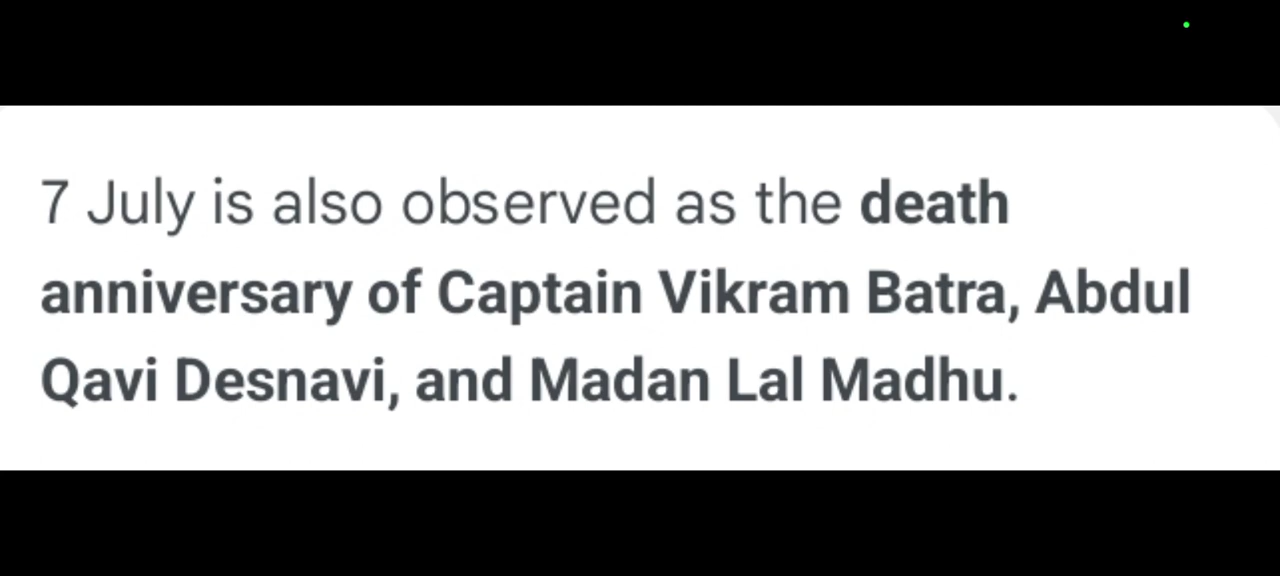 7 July is also observed as the death
anniversary of Captain Vikram Batra, Abdul
Qavi Desnavi, and Madan Lal Madhu.